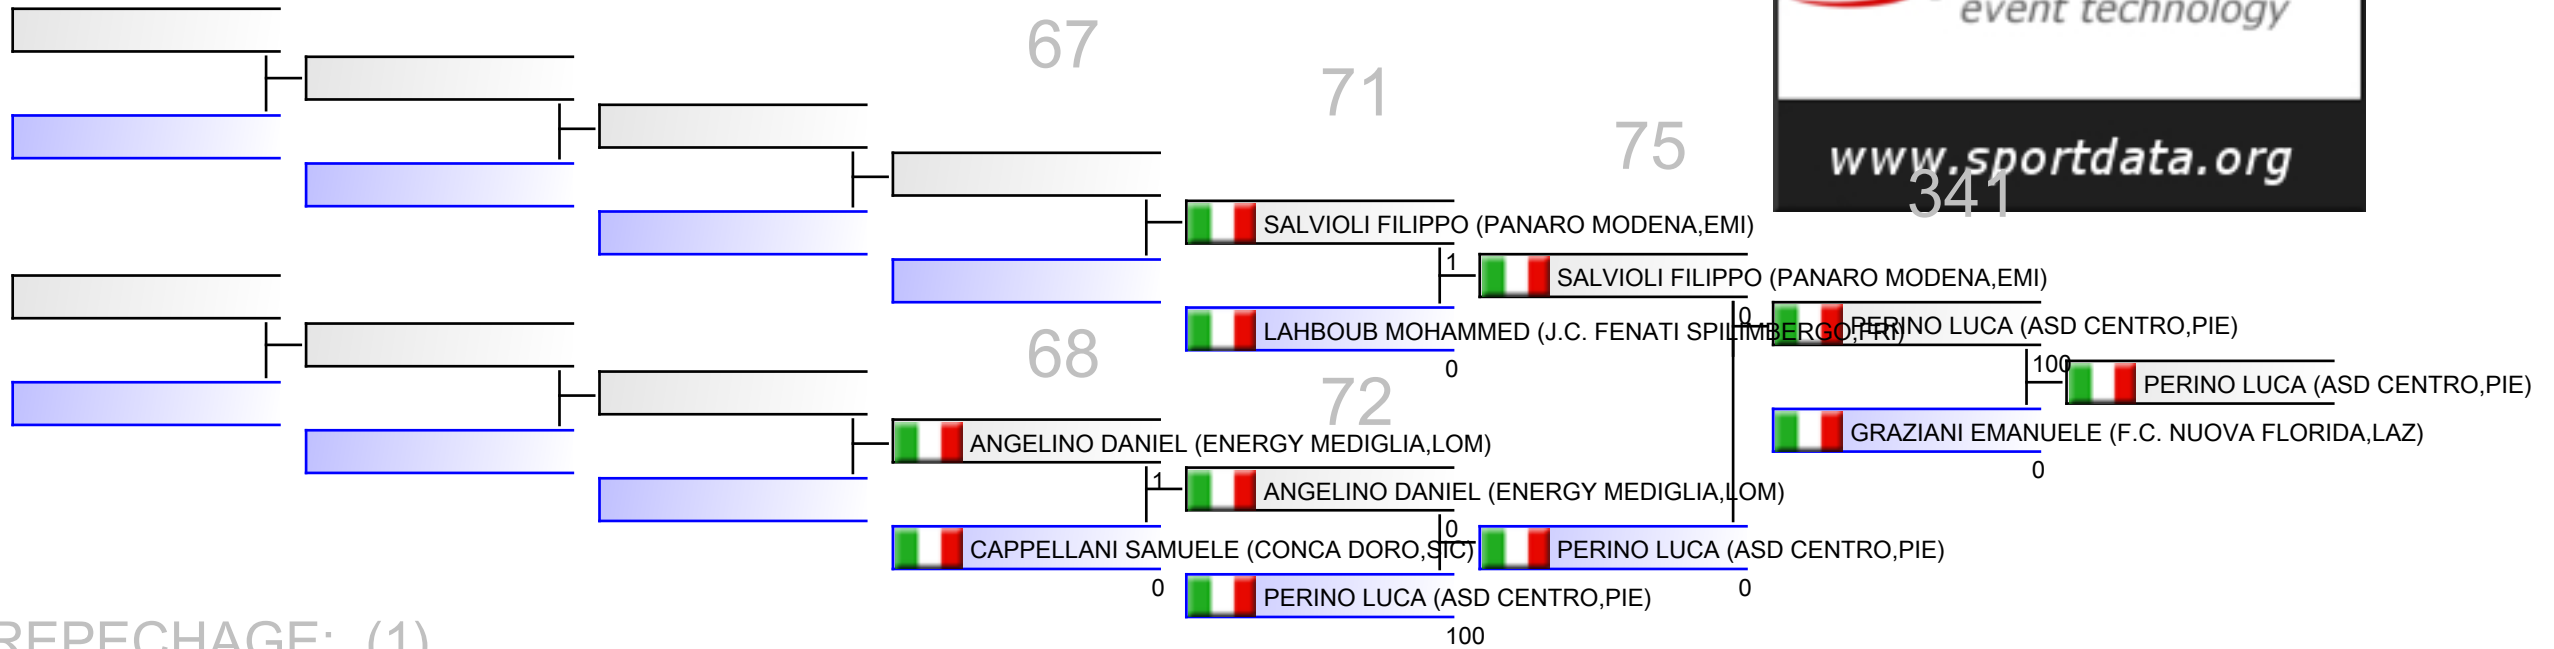 event technology
67
71
75
www.sportdata.org
341
SALVIOLI FILIPPO (PANARO MODENA,EMI)
1
SALVIOLI FILIPPO (PANARO MODENA,EMI)
LAHBOUB MOHAMMED (J.C. FENATI SPILIMBERGO,FRI)
0
0
PERINO LUCA (ASD CENTRO,PIE)
100
PERINO LUCA (ASD CENTRO,PIE)
GRAZIANI EMANUELE (F.C. NUOVA FLORIDA,LAZ)
0
68
72
ANGELINO DANIEL (ENERGY MEDIGLIA,LOM)
1
ANGELINO DANIEL (ENERGY MEDIGLIA,LOM)
CAPPELLANI SAMUELE (CONCA DORO,SIC)
0
0
PERINO LUCA (ASD CENTRO,PIE)
0
PERINO LUCA (ASD CENTRO,PIE)
100
REPECHAGE: (1)